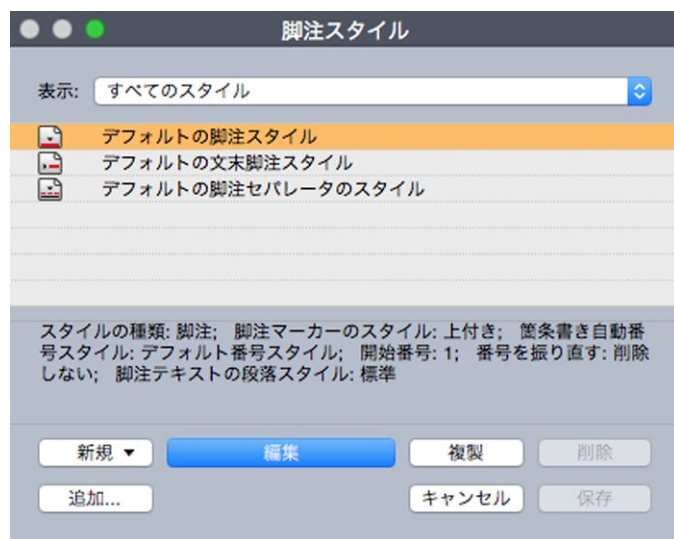 脚注スタイル
表示: すべてのスタイル
デフォルトの脚注スタイル
デフォルトの文末脚注スタイル
デフォルトの脚注セパレータのスタイル
スタイルの種類: 脚注; 脚注マーカーのスタイル: 上付き; 箇条書き自動番
号スタイル: デフォルト番号スタイル; 開始番号: 1; 番号を振り直す: 削除
しない; 脚注テキストの段落スタイル: 標準
新規 ▼ 編集 複製 削除
追加... キャンセル 保存